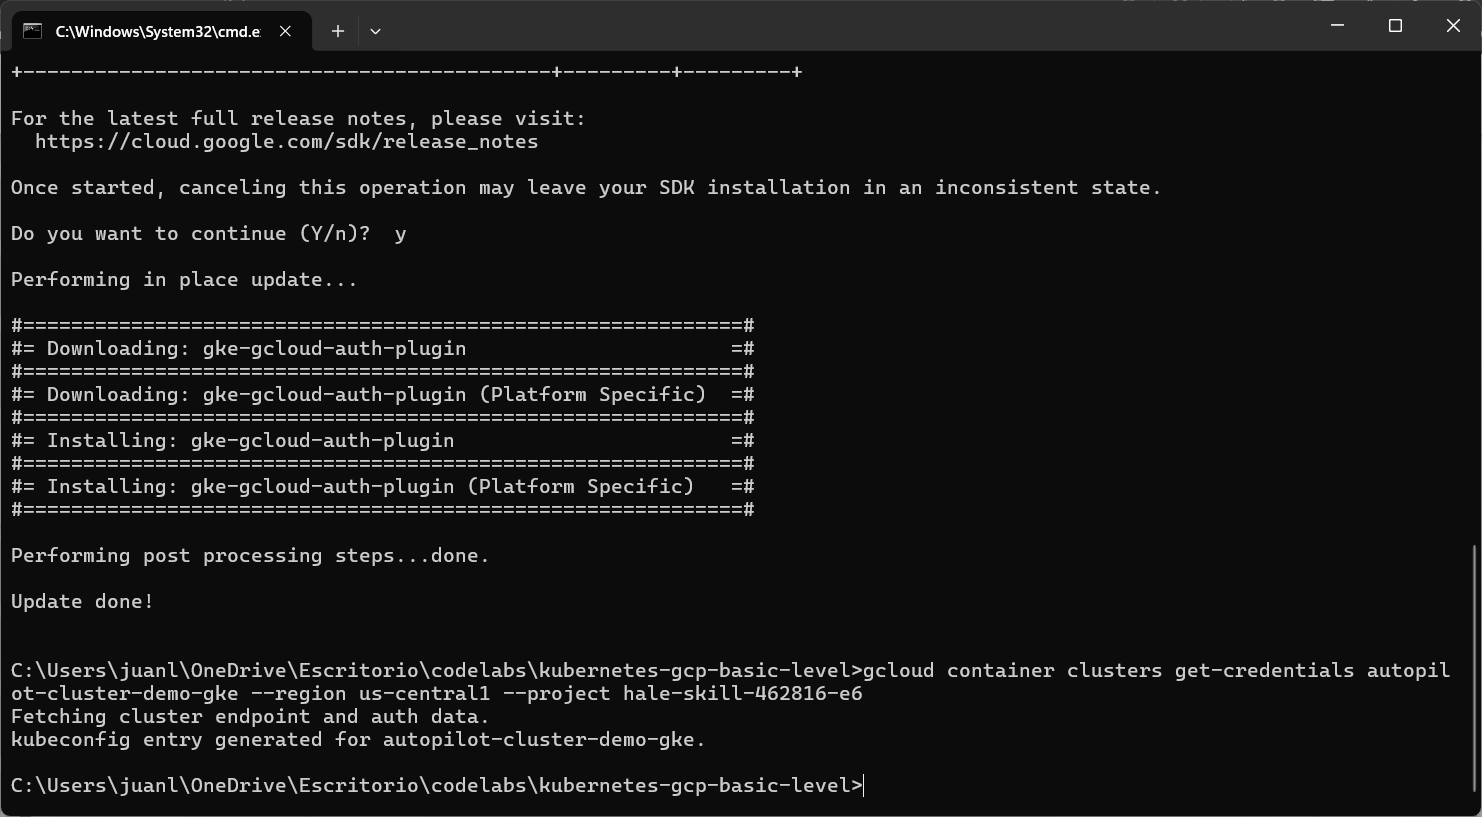 C:\Windows\System32\cmd.e
+--------------------------------------------+---------+---------+
For the latest full release notes, please visit:
  https://cloud.google.com/sdk/release_notes
Once started, canceling this operation may leave your SDK installation in an inconsistent state.
Do you want to continue (Y/n)?  y
Performing in place update...
#============================================================#
#= Downloading: gke-gcloud-auth-plugin                      =#
#============================================================#
#= Downloading: gke-gcloud-auth-plugin (Platform Specific)  =#
#============================================================#
#= Installing: gke-gcloud-auth-plugin                       =#
#============================================================#
#= Installing: gke-gcloud-auth-plugin (Platform Specific)   =#
#============================================================#
Performing post processing steps...done.
Update done!
C:\Users\juanl\OneDrive\Escritorio\codelabs\kubernetes-gcp-basic-level>gcloud container clusters get-credentials autopil
ot-cluster-demo-gke --region us-central1 --project hale-skill-462816-e6
Fetching cluster endpoint and auth data.
kubeconfig entry generated for autopilot-cluster-demo-gke.
C:\Users\juanl\OneDrive\Escritorio\codelabs\kubernetes-gcp-basic-level>